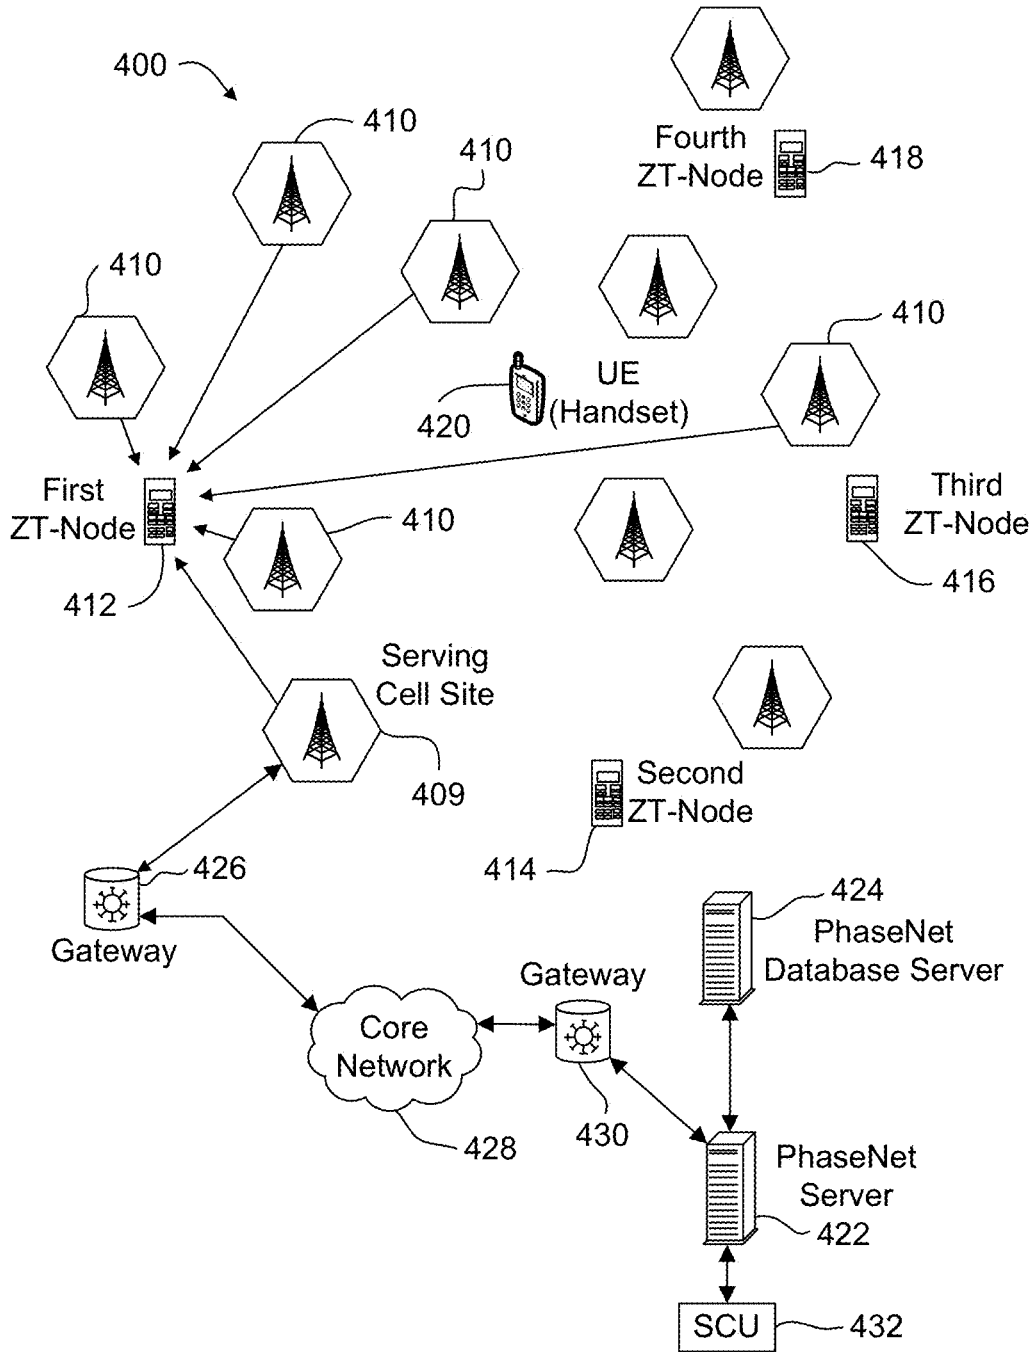 400
410
410
410
Fourth
ZT-Node
418
410
UE
(Handset)
420
First
ZT-Node
412
410
Third
ZT-Node
416
Serving
Cell Site
409
Second
ZT-Node
414
426
Gateway
424
PhaseNet
Database Server
Gateway
430
Core
Network
428
PhaseNet
Server
422
SCU
432